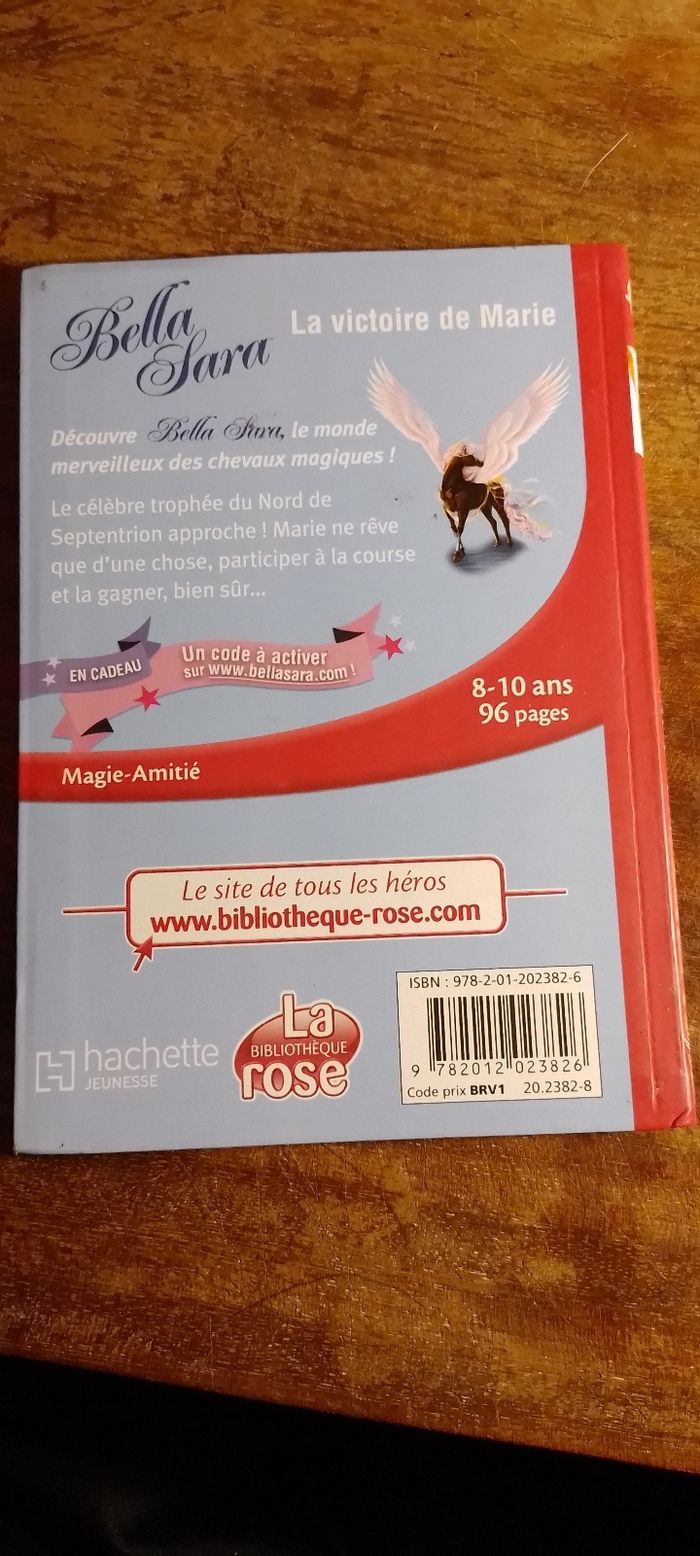 Bella Sara
La victoire de Marie
Découvre Bella Sara, le monde
merveilleux des chevaux magiques !
Le célèbre trophée du Nord de
Septentrion approche ! Marie ne rêve
que d'une chose, participer à la course
et la gagner, bien sûr...
EN CADEAU
Un code à activer
sur www.bellasara.com !
8-10 ans
96 pages
Magie-Amitié
Le site de tous les héros
www.bibliotheque-rose.com
hachette
JEUNESSE
La
BIBLIOTHÈQUE
rose
ISBN : 978-2-01-202382-6
9 782012 023826
Code prix BRV1 20.2382-8